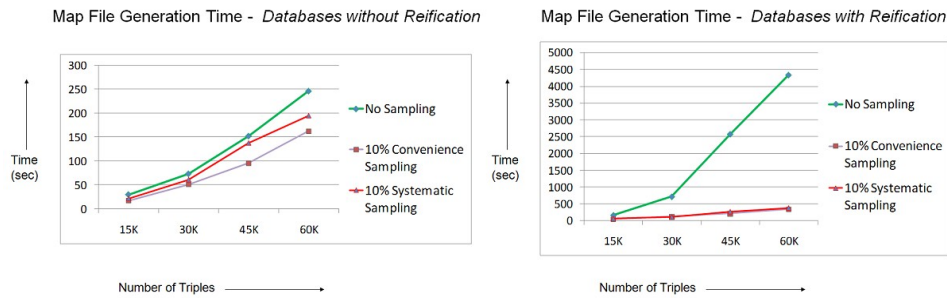 Map File Generation Time - Databases without Reification
300
250
200
150
100
50
0
15K 30K 45K 60K
Time
(sec)
No Sampling
10% Convenience
Sampling
10% Systematic
Sampling
Number of Triples
Map File Generation Time - Databases with Reification
5000
4500
4000
3500
3000
2500
2000
1500
1000
500
0
15K 30K 45K 60K
Time
(sec)
No Sampling
10% Convenience
Sampling
10% Systematic
Sampling
Number of Triples